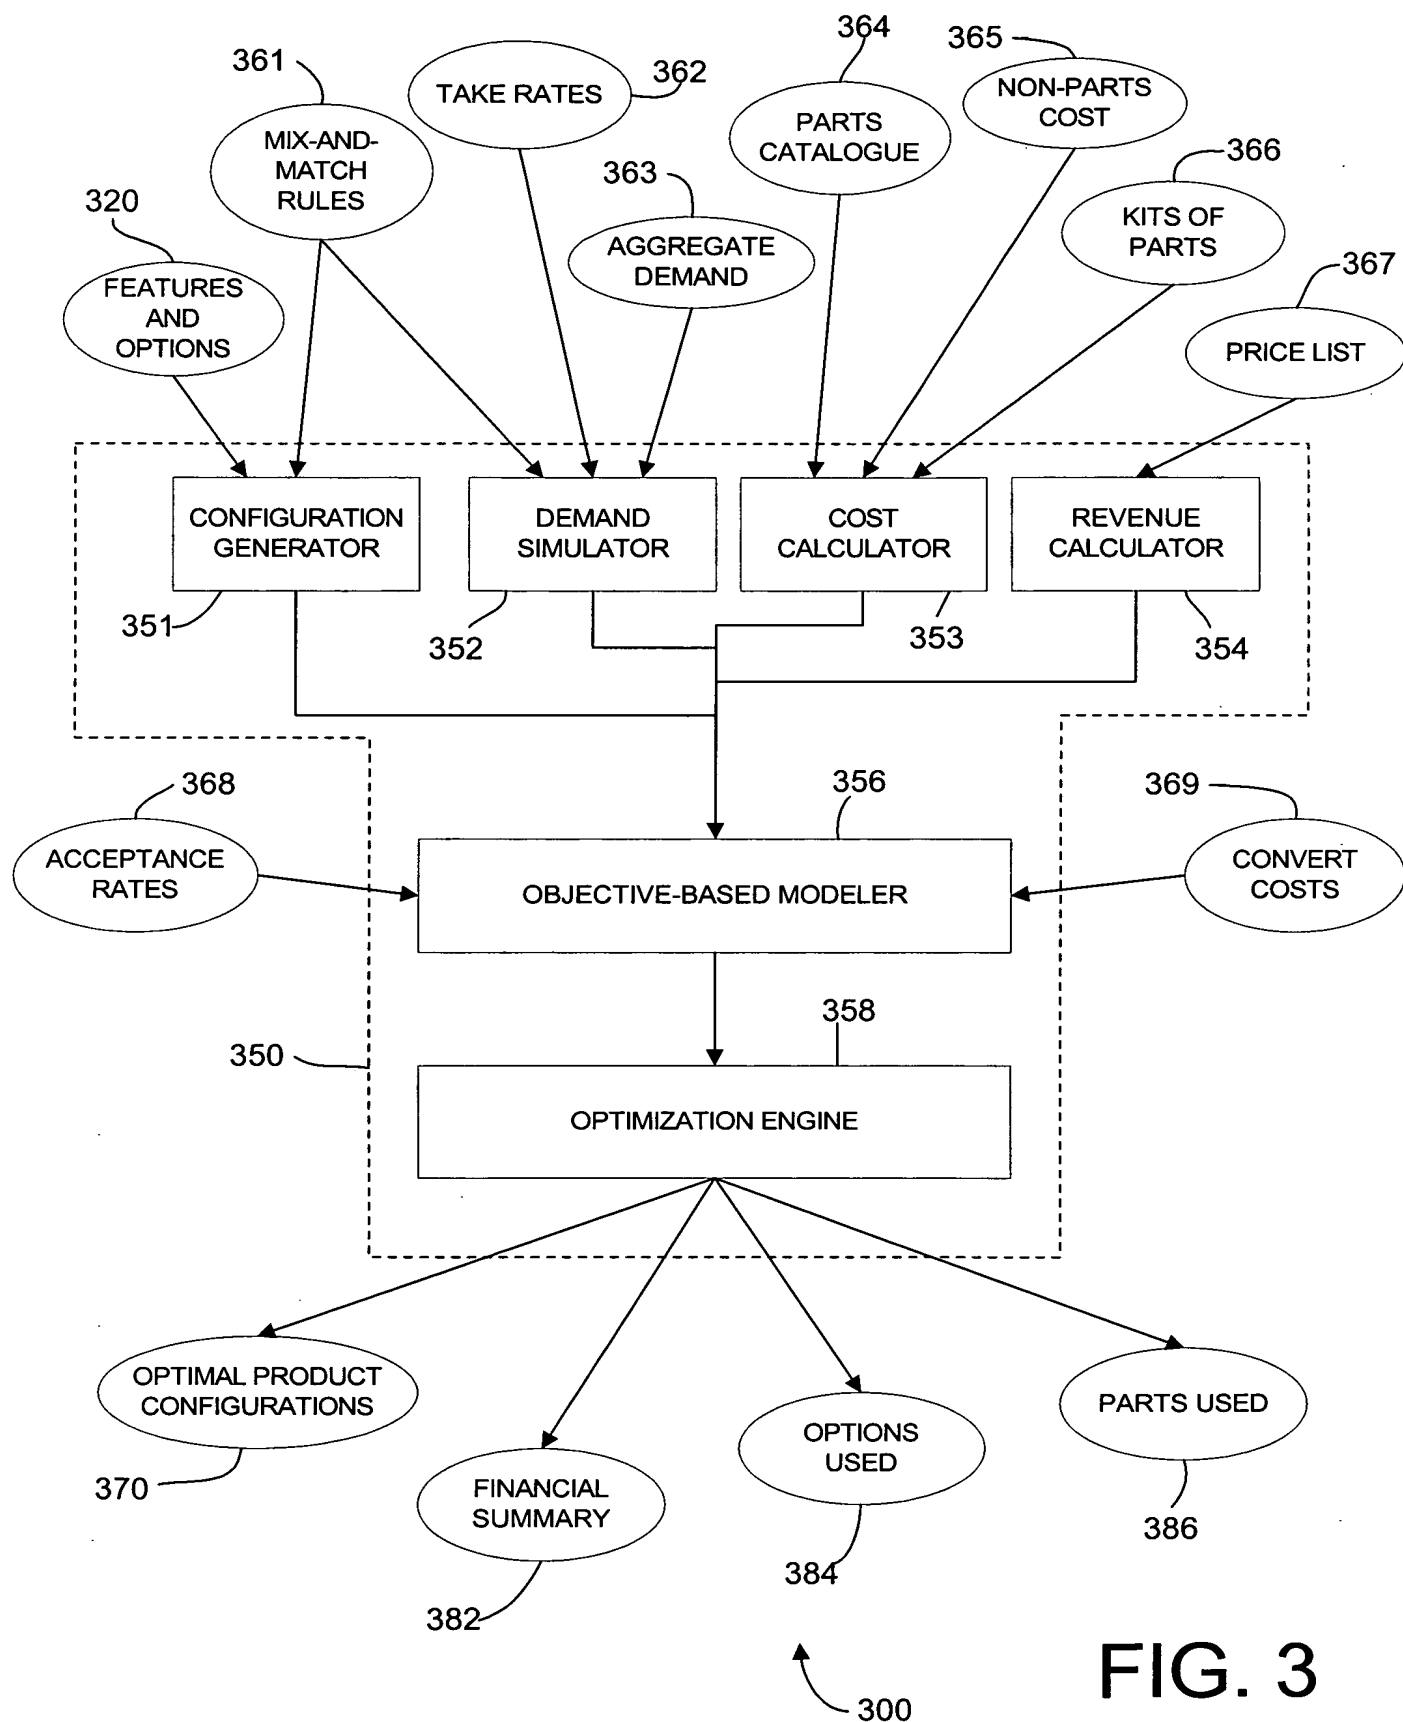 364
365
361
362
TAKE RATES
NON-PARTS
COST
PARTS
CATALOGUE
MIX-AND-
MATCH
RULES
366
363
320
KITS OF
PARTS
AGGREGATE
DEMAND
367
FEATURES
AND
OPTIONS
PRICE LIST
CONFIGURATION
GENERATOR
DEMAND
SIMULATOR
COST
CALCULATOR
REVENUE
CALCULATOR
351
352
353
354
368
356
369
ACCEPTANCE
RATES
OBJECTIVE-BASED MODELER
CONVERT
COSTS
358
350
OPTIMIZATION ENGINE
OPTIMAL PRODUCT
CONFIGURATIONS
PARTS USED
OPTIONS
USED
FINANCIAL
SUMMARY
370
386
384
382
FIG. 3
300